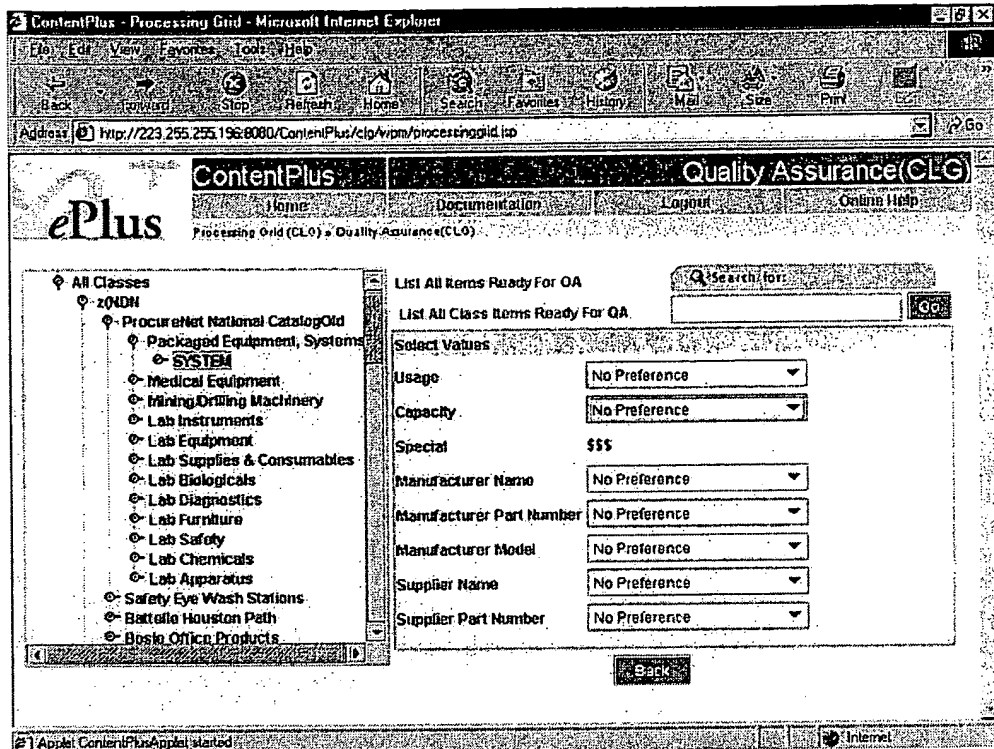 ContentPlus - Processing Grid - Microsoft Internet Explorer
File Edit View Favorites Tools Help
Back Forward Stop Refresh Home Search Favorites History Mail Size Print
Address http://223.255.255.196:8080/ContentPlus/clg/vipm/processinggrid.jsp Go
ePlus
ContentPlus Quality Assurance(CLG)
Home Documentation Logout Online Help
Processing Grid (CLG) » Quality Assurance(CLG)
All Classes
z(NDN
ProcureNet National CatalogOld
Packaged Equipment, Systems
SYSTEM
Medical Equipment
Mining/Drilling Machinery
Lab Instruments
Lab Equipment
Lab Supplies & Consumables
Lab Biologicals
Lab Diagnostics
Lab Furniture
Lab Safety
Lab Chemicals
Lab Apparatus
Safety Eye Wash Stations
Battelle Houston Path
Office Products
List All Items Ready For QA
Search for:
List All Class Items Ready For QA
Go
Select Values
Usage No Preference
Capacity No Preference
Special $$$
Manufacturer Name No Preference
Manufacturer Part Number No Preference
Manufacturer Model No Preference
Supplier Name No Preference
Supplier Part Number No Preference
Back
Applet ContentPlusApplet started
Internet